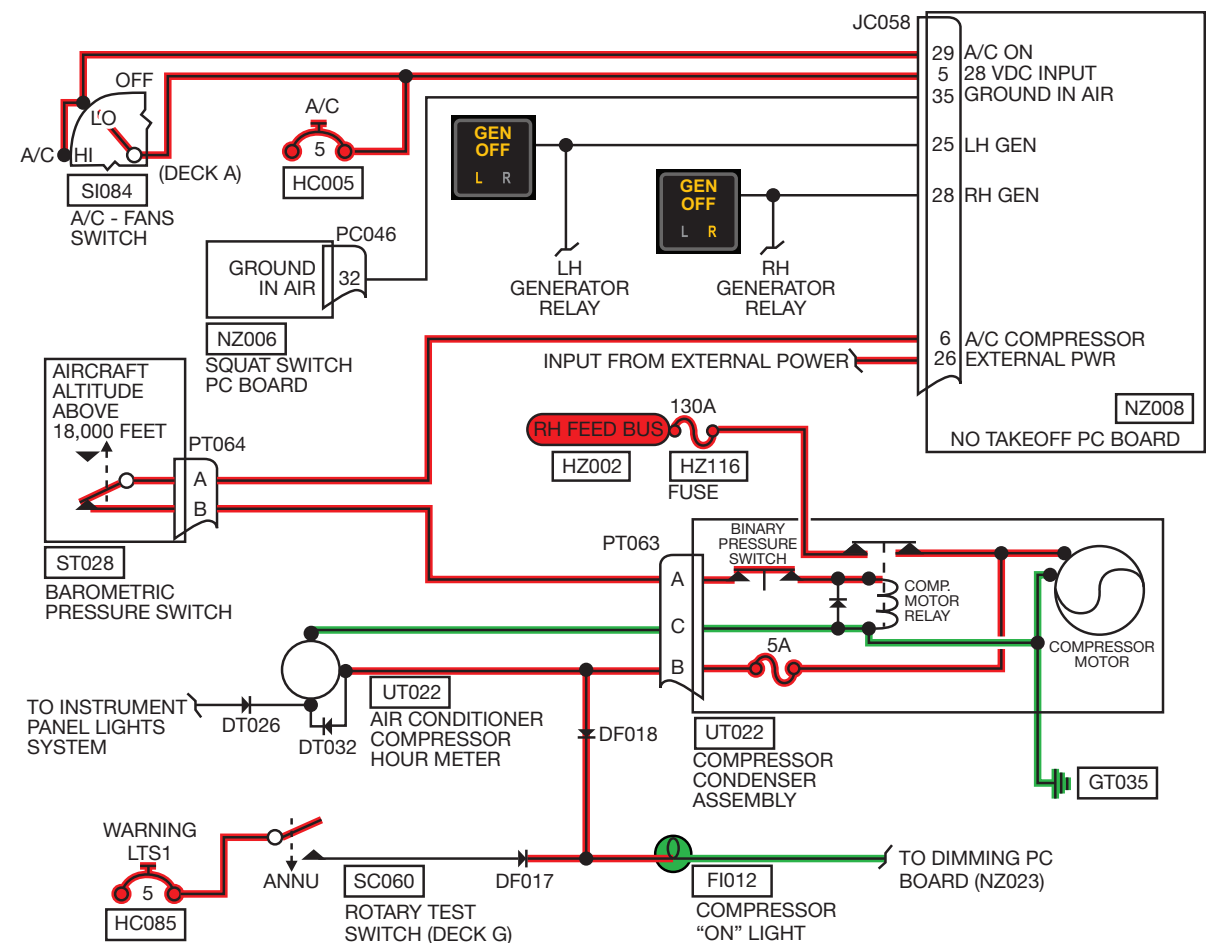 JC058
29 A/C ON
5 28 VDC INPUT
35 GROUND IN AIR
25 LH GEN
28 RH GEN
6 A/C COMPRESSOR
26 EXTERNAL PWR
NZ008
NO TAKEOFF PC BOARD
OFF
LO
A/C HI
(DECK A)
SI084
A/C - FANS
SWITCH
A/C
5
HC005
GEN
OFF
L R
GEN
OFF
L R
LH
GENERATOR
RELAY
RH
GENERATOR
RELAY
PC046
GROUND
IN AIR
32
NZ006
SQUAT SWITCH
PC BOARD
INPUT FROM EXTERNAL POWER
AIRCRAFT
ALTITUDE
ABOVE
18,000 FEET
PT064
A
B
ST028
BAROMETRIC
PRESSURE SWITCH
130A
RH FEED BUS
HZ002
HZ116
FUSE
PT063
A
C
B
BINARY
PRESSURE
SWITCH
COMP.
MOTOR
RELAY
5A
COMPRESSOR
MOTOR
UT022
COMPRESSOR
CONDENSER
ASSEMBLY
GT035
TO INSTRUMENT
PANEL LIGHTS
SYSTEM
DT026
DT032
UT022
AIR CONDITIONER
COMPRESSOR
HOUR METER
DF018
WARNING
LTS1
5
HC085
ANNU
SC060
ROTARY TEST
SWITCH (DECK G)
DF017
FI012
COMPRESSOR
“ON” LIGHT
TO DIMMING PC
BOARD (NZ023)